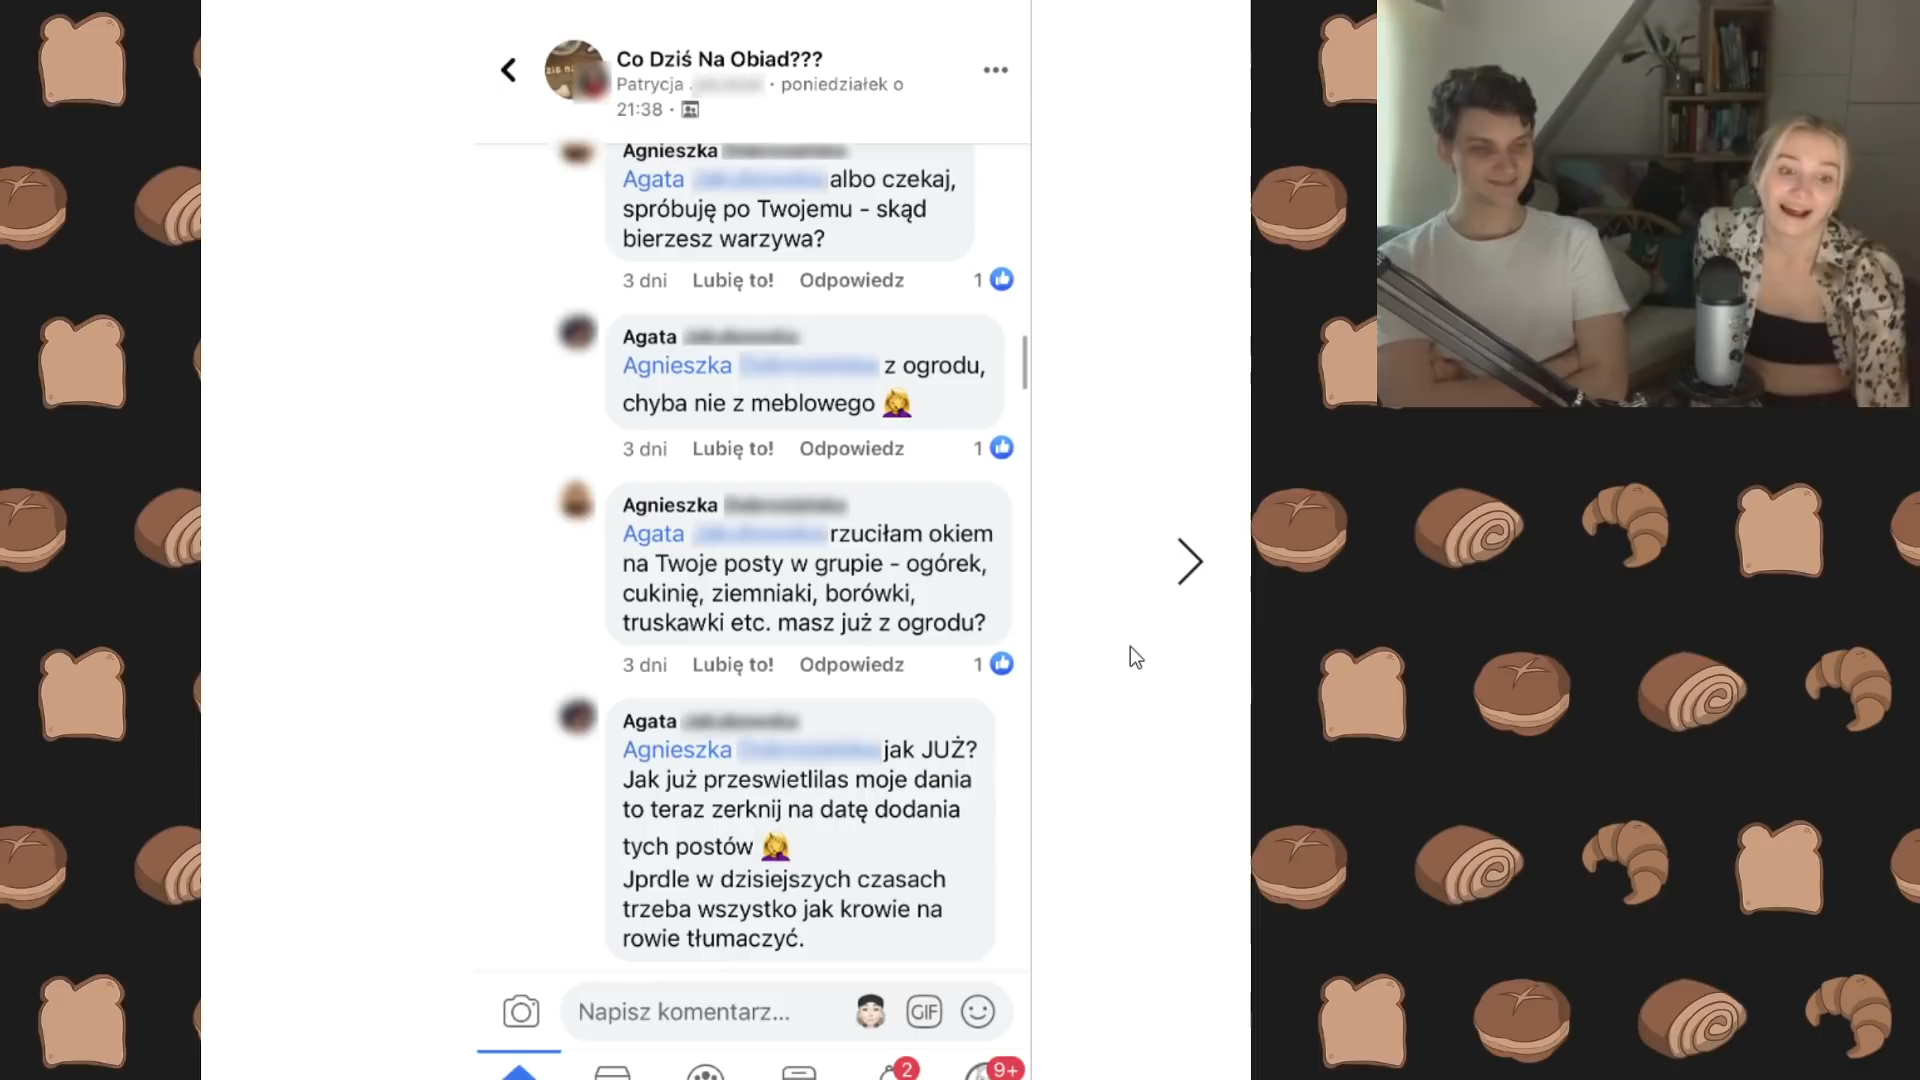 Co Dziś Na Obiad???
Patrycja · poniedziałek o
21:38 ·
Agnieszka
Agata albo czekaj,
spróbuję po Twojemu - skąd
bierzesz warzywa?
3 dni Lubię to! Odpowiedz 1
Agata
Agnieszka z ogrodu,
chyba nie z meblowego 🤦‍♀️
3 dni Lubię to! Odpowiedz 1
Agnieszka
Agata rzuciłam okiem
na Twoje posty w grupie - ogórek,
cukinię, ziemniaki, borówki,
truskawki etc. masz już z ogrodu?
3 dni Lubię to! Odpowiedz 1
Agata
Agnieszka jak JUŻ?
Jak już przeswietlilas moje dania
to teraz zerknij na datę dodania
tych postów 🤦‍♀️
Jprdle w dzisiejszych czasach
trzeba wszystko jak krowie na
rowie tłumaczyć.
Napisz komentarz...
GIF
2
9+